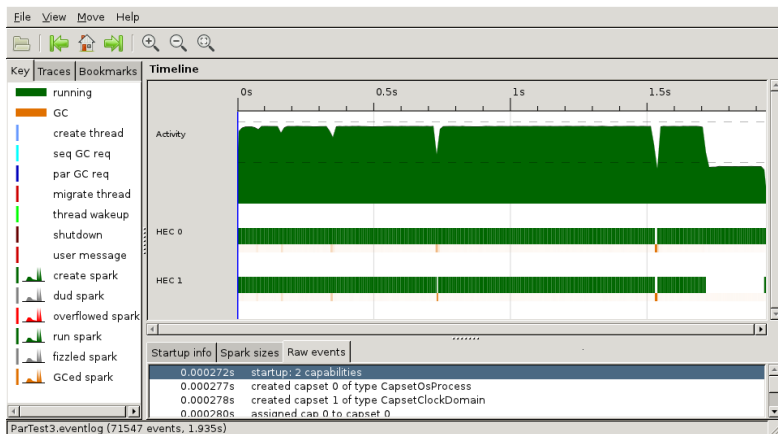 File View Move Help
Key Traces Bookmarks
running
GC
create thread
seq GC req
par GC req
migrate thread
thread wakeup
shutdown
user message
create spark
dud spark
overflowed spark
run spark
fizzled spark
GCed spark
Timeline
0s 0.5s 1s 1.5s
Activity
HEC 0
HEC 1
Startup info Spark sizes Raw events
0.000272s startup: 2 capabilities
0.000277s created capset 0 of type CapsetOsProcess
0.000278s created capset 1 of type CapsetClockDomain
0.000280s assigned cap 0 to capset 0
ParTest3.eventlog (71547 events, 1.935s)